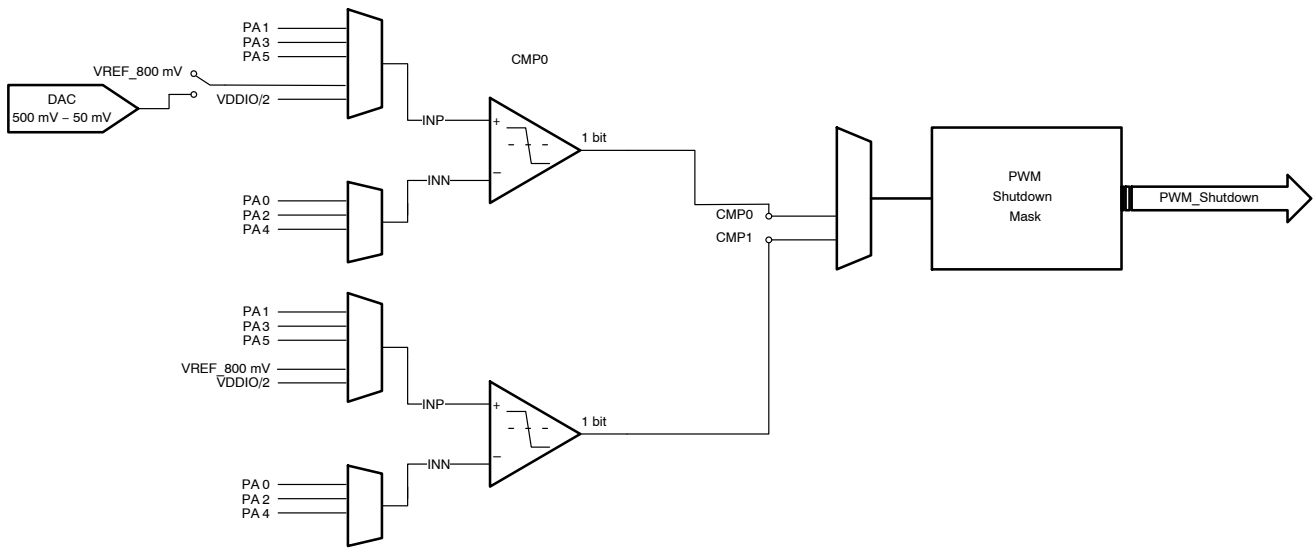 PA1
PA3
PA5
VREF_800 mV
DAC
500 mV – 50 mV
VDDIO/2
CMP0
INP
+
–
1 bit
INN
PA0
PA2
PA4
CMP0
CMP1
PWM
Shutdown
Mask
PWM_Shutdown
PA1
PA3
PA5
VREF_800 mV
VDDIO/2
INP
+
–
1 bit
INN
PA0
PA2
PA4